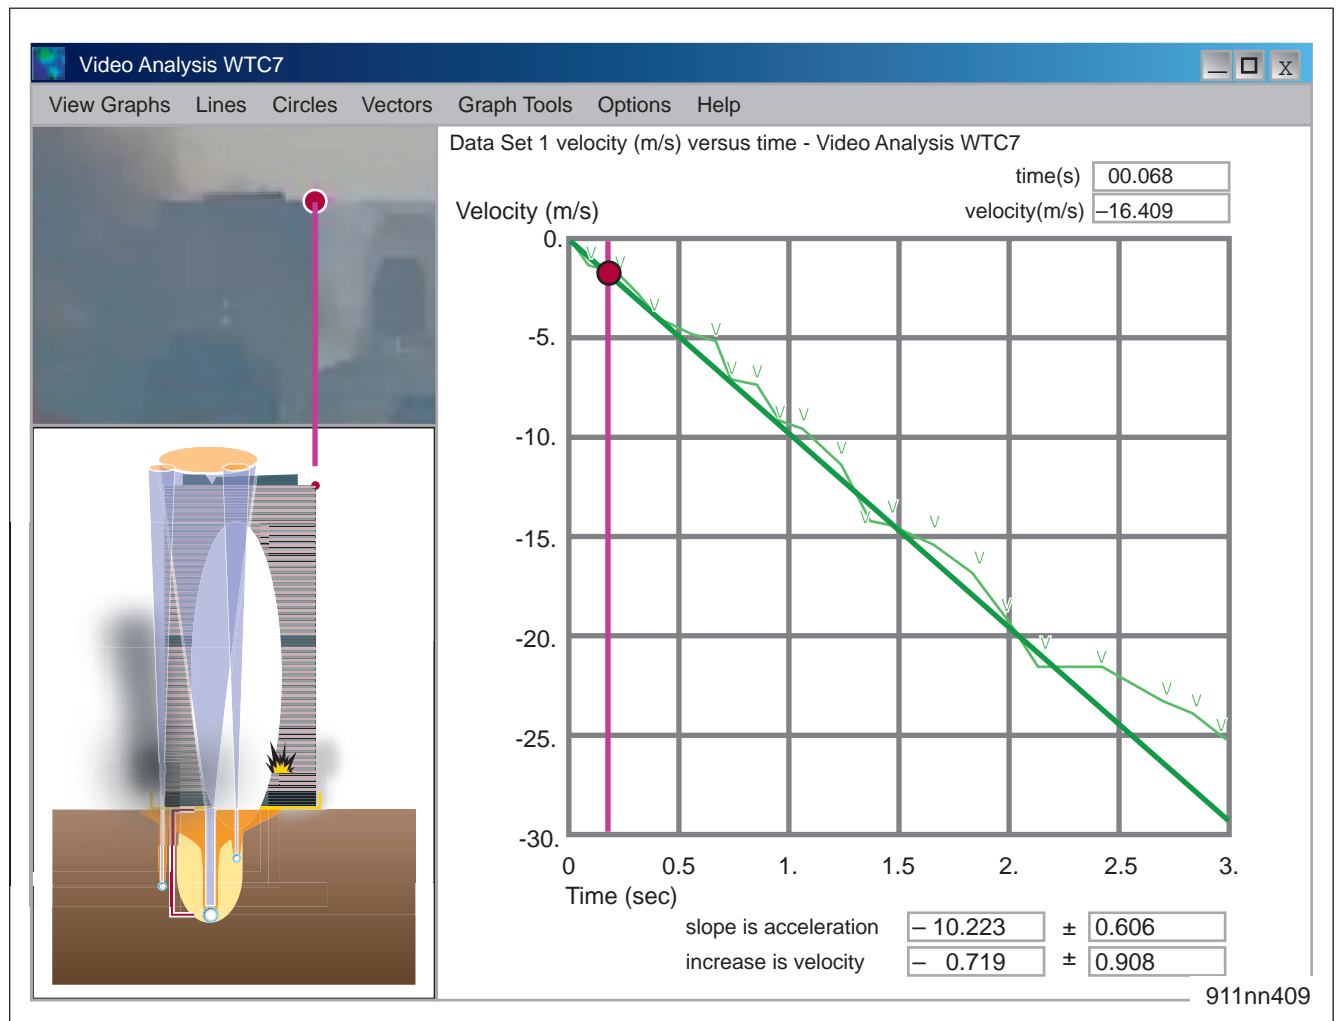 Video Analysis WTC7
X
View Graphs Lines Circles Vectors Graph Tools Options Help
Data Set 1 velocity (m/s) versus time - Video Analysis WTC7
time(s) 00.068
velocity(m/s) –16.409
Velocity (m/s)
0.
-5.
-10.
-15.
-20.
-25.
-30.
V V V V V V V V V V V V V V V V V V V V
0 0.5 1. 1.5 2. 2.5 3.
Time (sec)
slope is acceleration – 10.223 ± 0.606
increase is velocity – 0.719 ± 0.908
911nn409